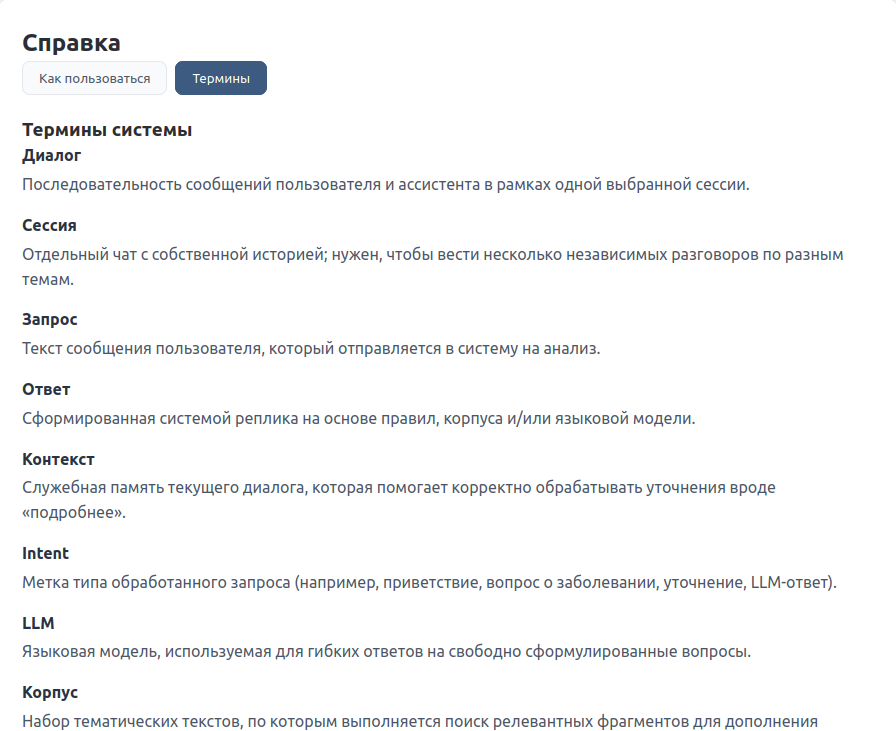 Справка
Как пользоваться
Термины
Термины системы
Диалог
Последовательность сообщений пользователя и ассистента в рамках одной выбранной сессии.
Сессия
Отдельный чат с собственной историей; нужен, чтобы вести несколько независимых разговоров по разным
темам.
Запрос
Текст сообщения пользователя, который отправляется в систему на анализ.
Ответ
Сформированная системой реплика на основе правил, корпуса и/или языковой модели.
Контекст
Служебная память текущего диалога, которая помогает корректно обрабатывать уточнения вроде
«подробнее».
Intent
Метка типа обработанного запроса (например, приветствие, вопрос о заболевании, уточнение, LLM-ответ).
LLM
Языковая модель, используемая для гибких ответов на свободно сформулированные вопросы.
Корпус
Набор тематических текстов, по которым выполняется поиск релевантных фрагментов для дополнения